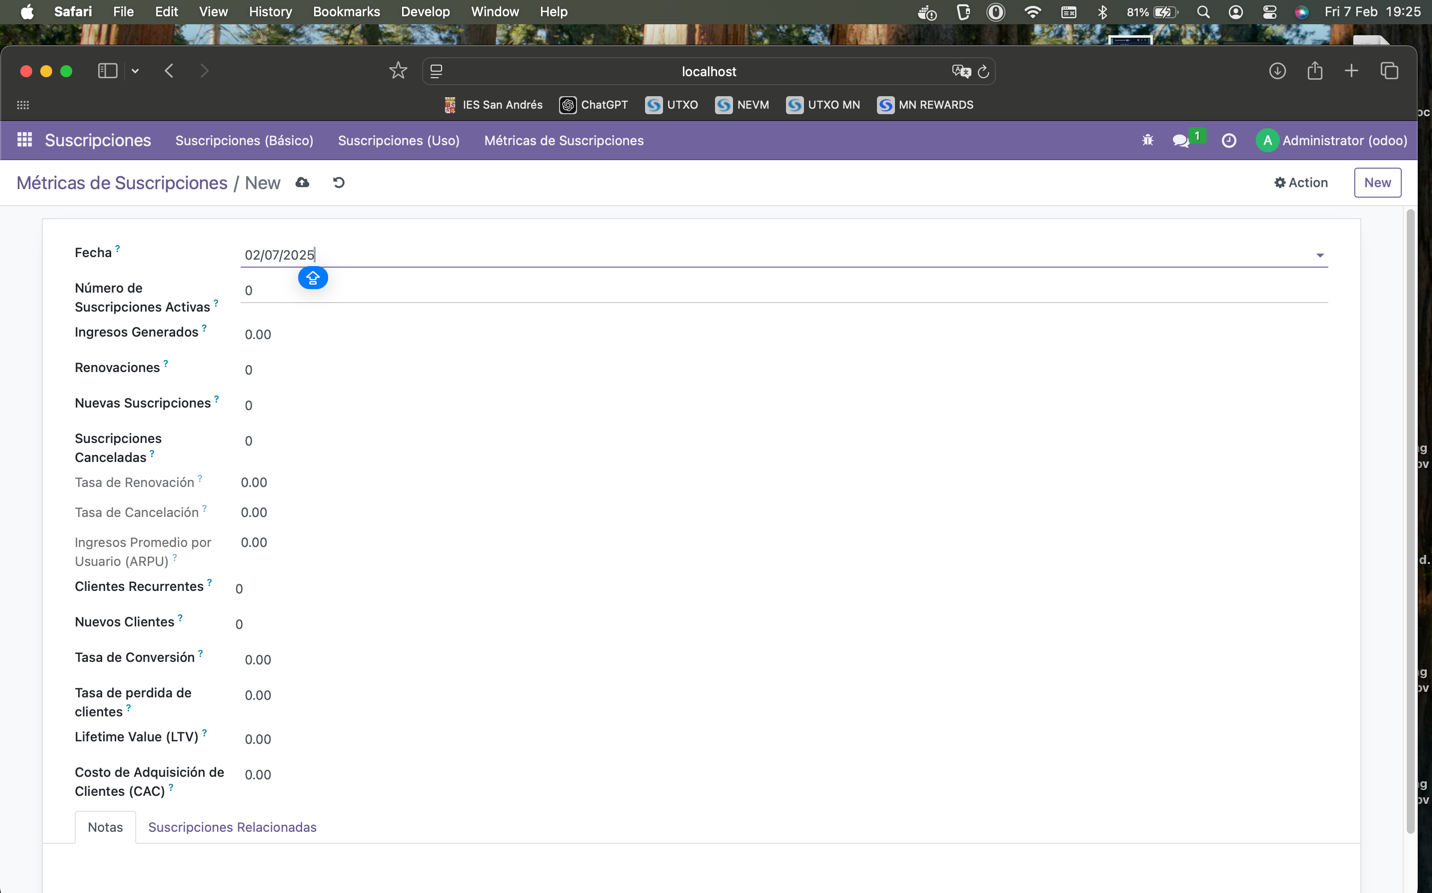 Safari File Edit View History Bookmarks Develop Window Help 81% Fri 7 Feb 19:25
localhost
IES San Andrés ChatGPT UTXO NEVM UTXO MN MN REWARDS
Suscripciones Suscripciones (Básico) Suscripciones (Uso) Métricas de Suscripciones 1 A Administrator (odoo)
Métricas de Suscripciones / New Action New
Fecha ? 02/07/2025
Número de
Suscripciones Activas ? 0
Ingresos Generados ? 0.00
Renovaciones ? 0
Nuevas Suscripciones ? 0
Suscripciones
Canceladas ? 0
Tasa de Renovación ? 0.00
Tasa de Cancelación ? 0.00
Ingresos Promedio por
Usuario (ARPU) ? 0.00
Clientes Recurrentes ? 0
Nuevos Clientes ? 0
Tasa de Conversión ? 0.00
Tasa de perdida de
clientes ? 0.00
Lifetime Value (LTV) ? 0.00
Costo de Adquisición de
Clientes (CAC) ? 0.00
Notas Suscripciones Relacionadas